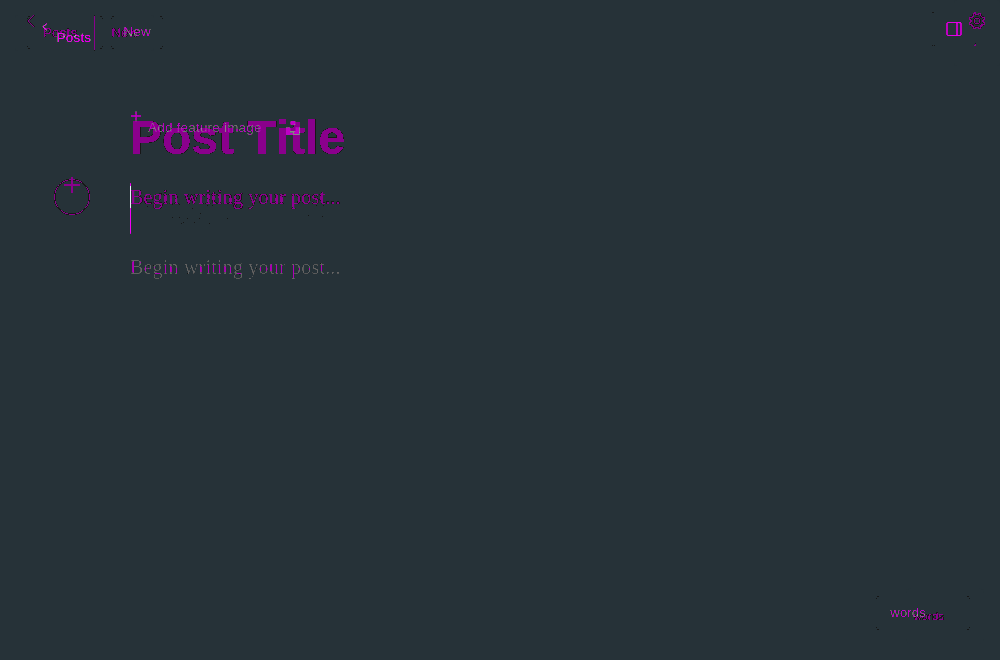 Posts New
Add feature image
Post Title
Begin writing your post...
Begin writing your post...
words